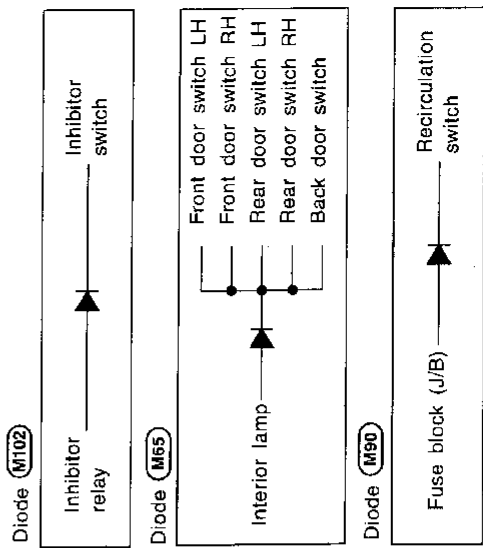 Diode M102
Inhibitor
relay
Inhibitor
switch
Diode M65
Interior lamp
Front door switch LH
Front door switch RH
Rear door switch LH
Rear door switch RH
Back door switch
Diode M90
Fuse block (J/B)
Recirculation
switch